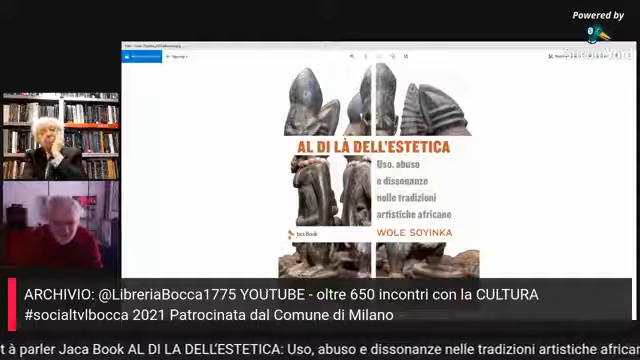 Powered by
StreamYard
AL DI LÀ DELL'ESTETICA
Uso, abuso
e dissonanze
nelle tradizioni
artistiche africane
Jaca Book
WOLE SOYINKA
ARCHIVIO: @LibreriaBocca1775 YOUTUBE - oltre 650 incontri con la CULTURA
#socialtvlbocca 2021 Patrocinata dal Comune di Milano
t à parler Jaca Book AL DI LA DELL'ESTETICA: Uso, abuso e dissonanze nelle tradizioni artistiche african